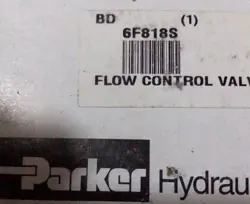 BD (1)
6F818S
FLOW CONTROL VALV
Parker Hydrau